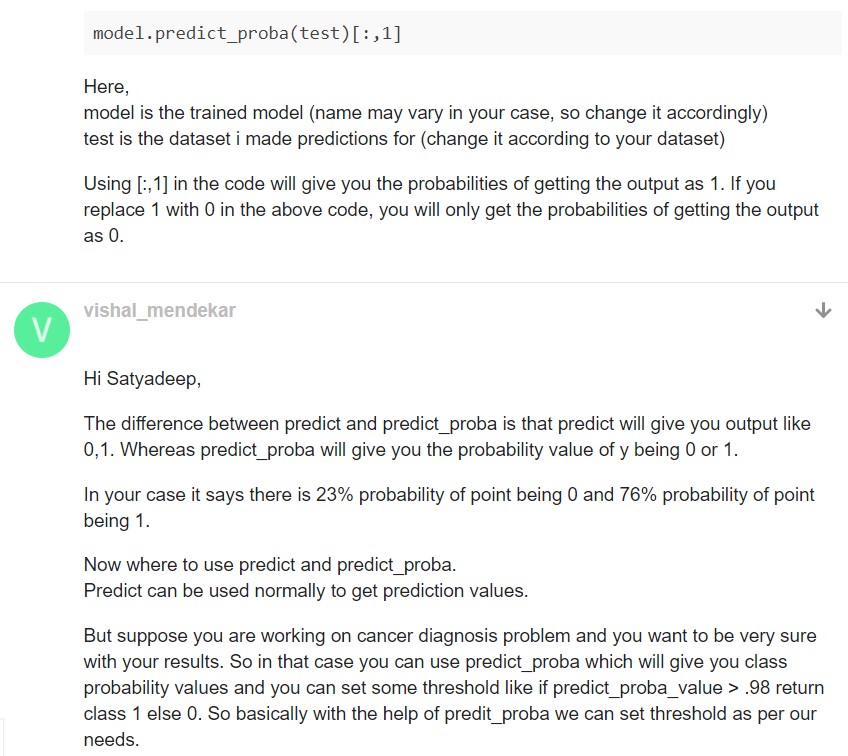 model.predict_proba(test)[:,1]
Here,
model is the trained model (name may vary in your case, so change it accordingly)
test is the dataset i made predictions for (change it according to your dataset)
Using [:,1] in the code will give you the probabilities of getting the output as 1. If you
replace 1 with 0 in the above code, you will only get the probabilities of getting the output
as 0.
V
vishal_mendekar
Hi Satyadeep,
The difference between predict and predict_proba is that predict will give you output like
0,1. Whereas predict_proba will give you the probability value of y being 0 or 1.
In your case it says there is 23% probability of point being 0 and 76% probability of point
being 1.
Now where to use predict and predict_proba.
Predict can be used normally to get prediction values.
But suppose you are working on cancer diagnosis problem and you want to be very sure
with your results. So in that case you can use predict_proba which will give you class
probability values and you can set some threshold like if predict_proba_value > .98 return
class 1 else 0. So basically with the help of predit_proba we can set threshold as per our
needs.